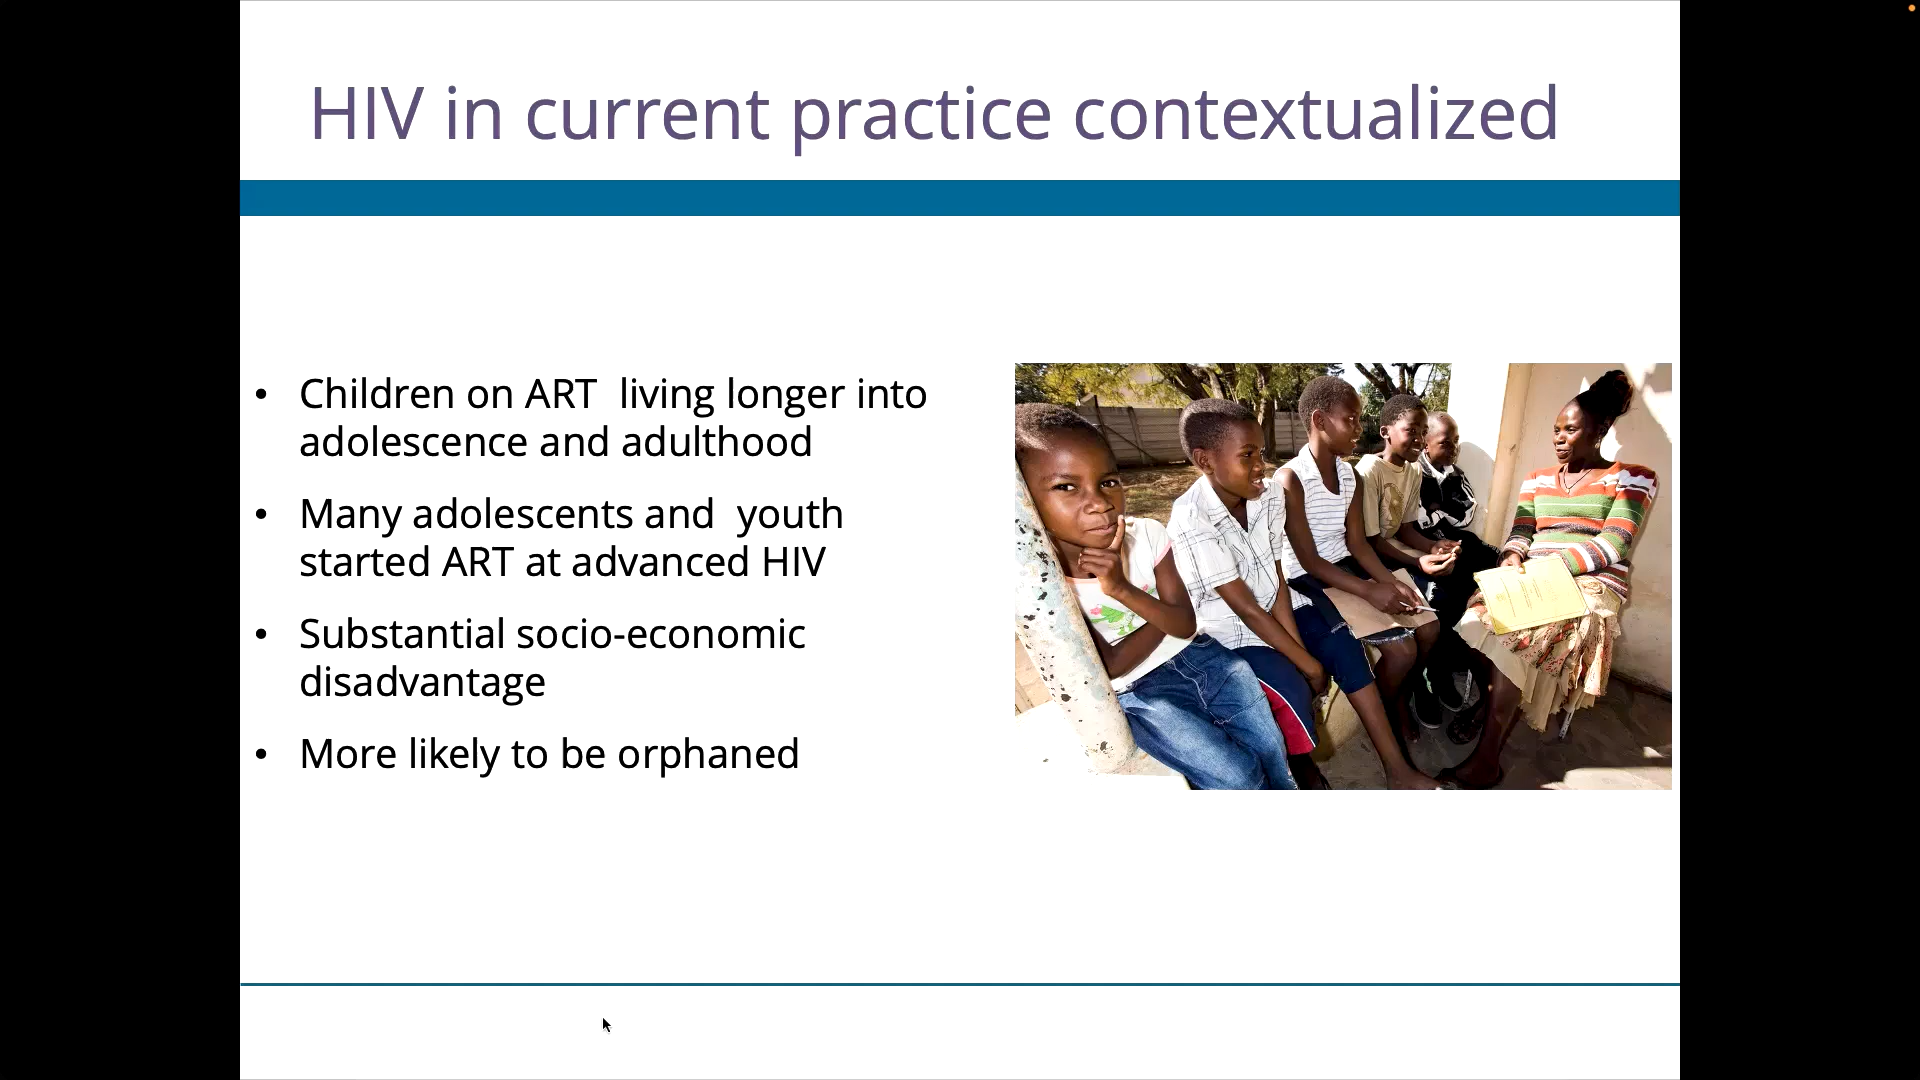 HIV in current practice contextualized
• Children on ART  living longer into
adolescence and adulthood
• Many adolescents and  youth
started ART at advanced HIV
• Substantial socio-economic
disadvantage
• More likely to be orphaned